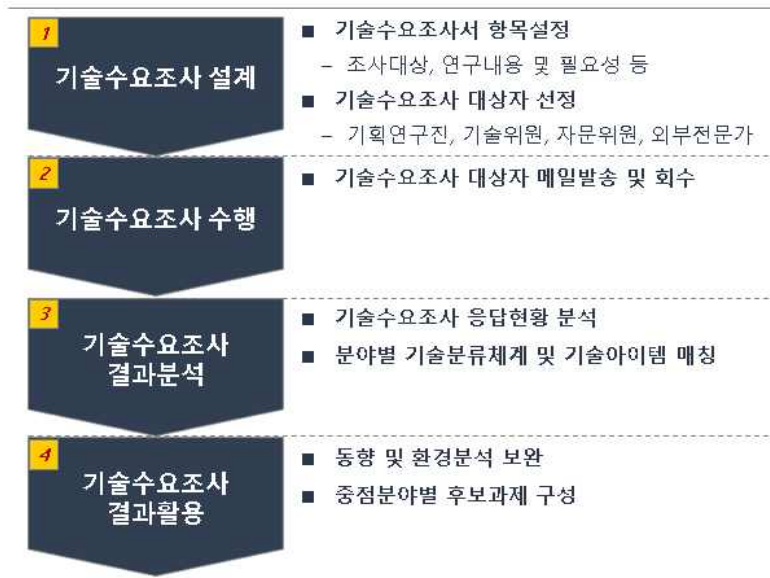 1
기술수요조사 설계
■ 기술수요조사서 항목설정
– 조사대상, 연구내용 및 필요성 등
■ 기술수요조사 대상자 선정
– 기획연구진, 기술위원, 자문위원, 외부전문가
2
기술수요조사 수행
■ 기술수요조사 대상자 메일발송 및 회수
3
기술수요조사
결과분석
■ 기술수요조사 응답현황 분석
■ 분야별 기술분류체계 및 기술아이템 매칭
4
기술수요조사
결과활용
■ 동향 및 환경분석 보완
■ 중점분야별 후보과제 구성